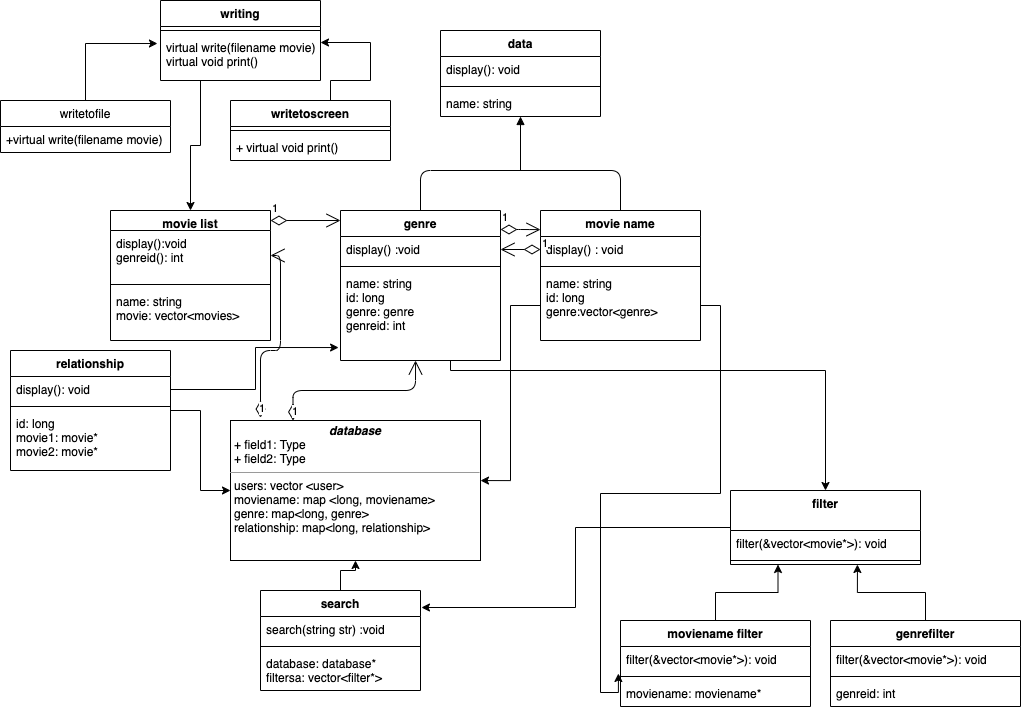 writing
virtual write(filename movie)
virtual void print()
writetofile
+virtual write(filename movie)
writetoscreen
+ virtual void print()
data
display(): void
name: string
movie list
display():void
genreid(): int
name: string
movie: vector<movies>
1
genre
display() :void
name: string
id: long
genre: genre
genreid: int
1
1
movie name
display() : void
name: string
id: long
genre:vector<genre>
relationship
display(): void
id: long
movie1: movie*
movie2: movie*
1
1
database
+ field1: Type
+ field2: Type
users: vector <user>
moviename: map <long, moviename>
genre: map<long, genre>
relationship: map<long, relationship>
search
search(string str) :void
database: database*
filtersa: vector<filter*>
filter
filter(&vector<movie*>): void
moviename filter
filter(&vector<movie*>): void
moviename: moviename*
genrefilter
filter(&vector<movie*>): void
genreid: int